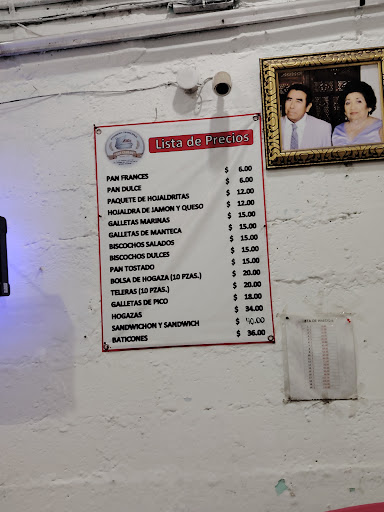 Lista de Precios
PAN FRANCES $ 6.00
PAN DULCE $ 6.00
PAQUETE DE HOJALDRITAS $ 12.00
HOJALDRA DE JAMON Y QUESO $ 12.00
GALLETAS MARINAS $ 15.00
GALLETAS DE MANTECA $ 15.00
BISCOCHOS SALADOS $ 15.00
BISCOCHOS DULCES $ 15.00
PAN TOSTADO $ 15.00
BOLSA DE HOGAZA (10 PZAS.) $ 20.00
TELERAS (10 PZAS.) $ 20.00
GALLETAS DE PICO $ 18.00
HOGAZAS $ 34.00
SANDWICHON Y SANDWICH $ 40.00
BATICONES $ 36.00